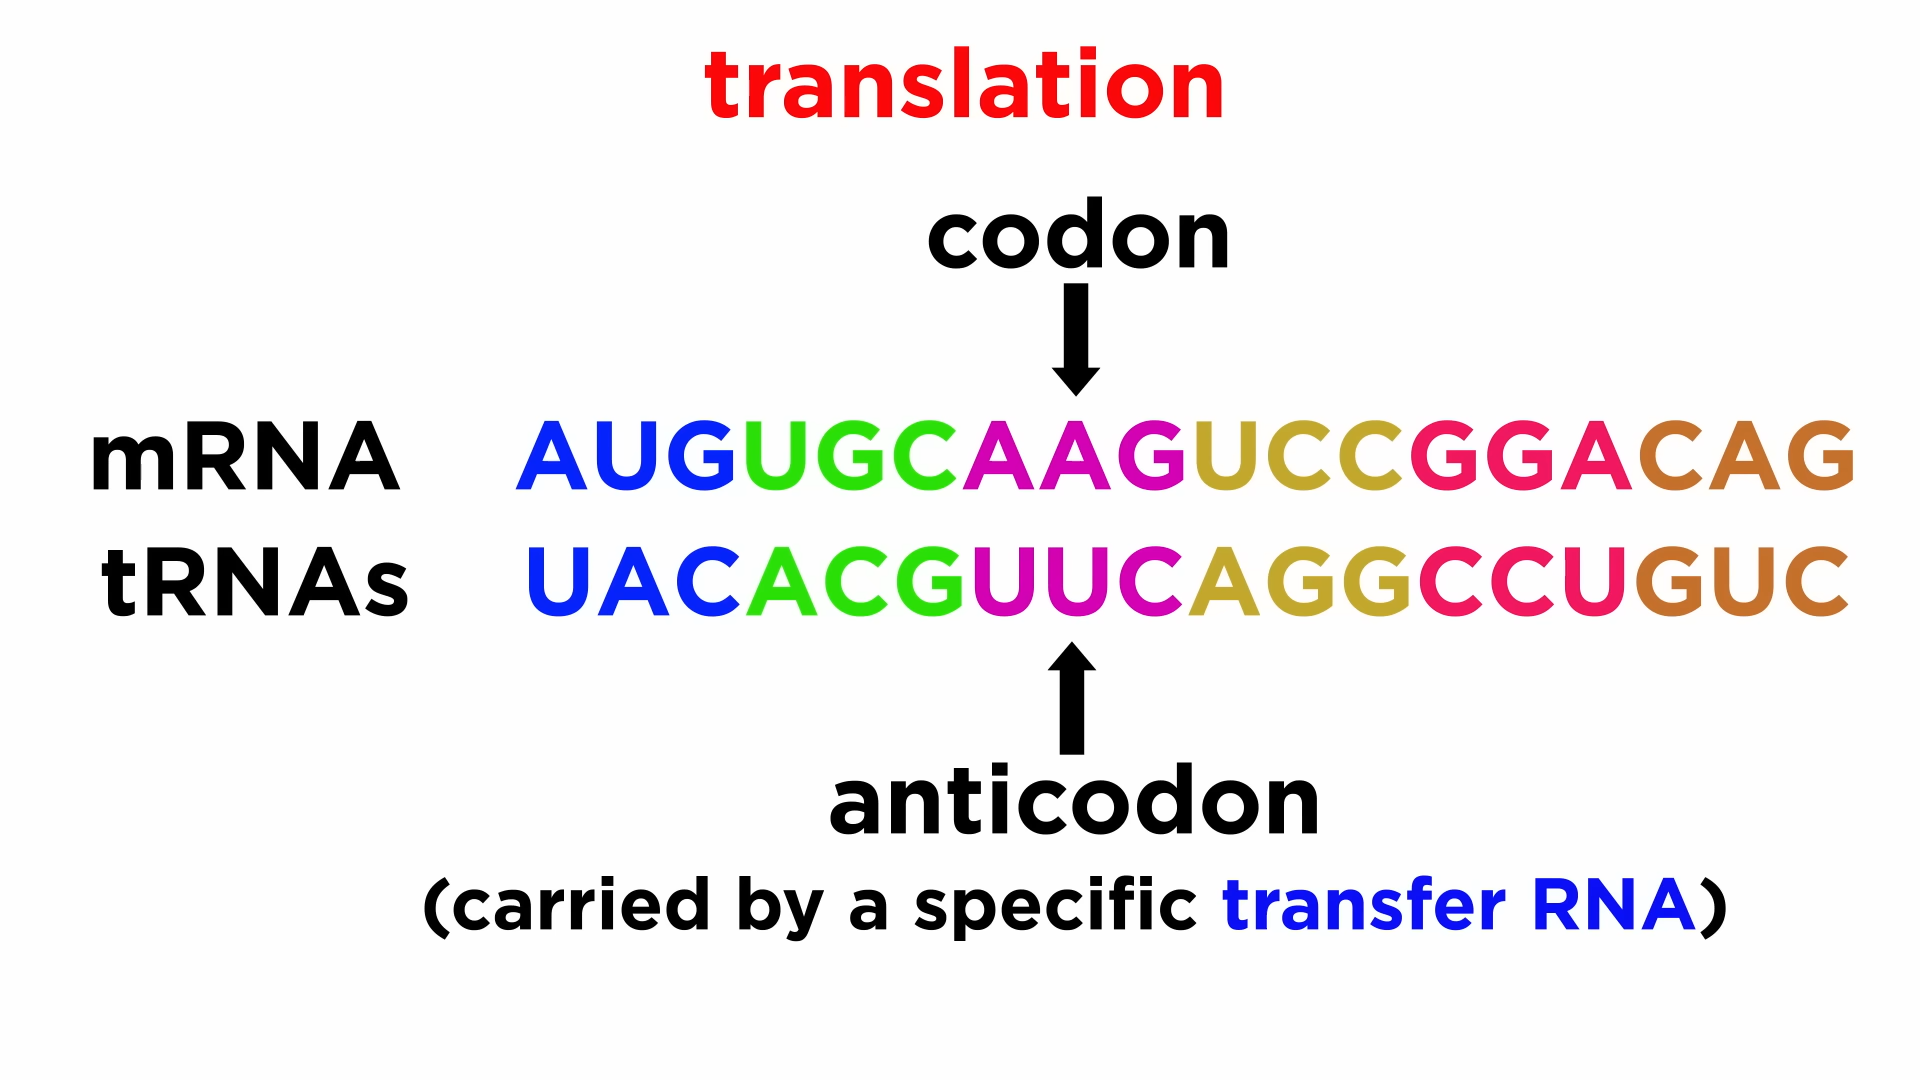 translation
codon
mRNA AUGUGCAAGUCCGGACAG
tRNAs UACACGUUCAGGCCUGUC
anticodon
(carried by a specific transfer RNA)